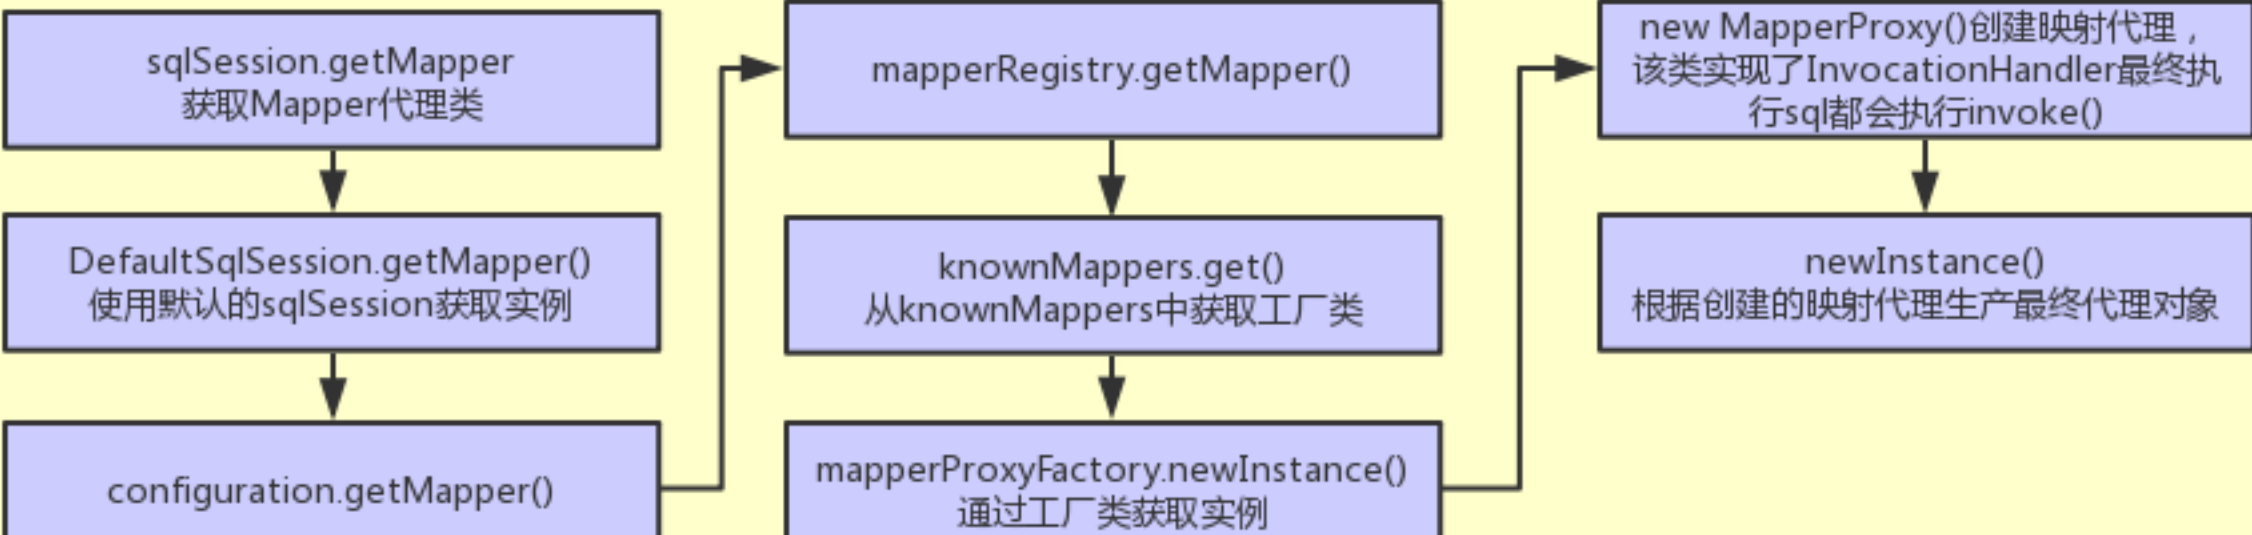 sqlSession.getMapper
获取Mapper代理类
DefaultSqlSession.getMapper()
使用默认的sqlSession获取实例
configuration.getMapper()
mapperRegistry.getMapper()
knownMappers.get()
从knownMappers中获取工厂类
mapperProxyFactory.newInstance()
通过工厂类获取实例
new MapperProxy()创建映射代理，
该类实现了InvocationHandler最终执
行sql都会执行invoke()
newInstance()
根据创建的映射代理生产最终代理对象